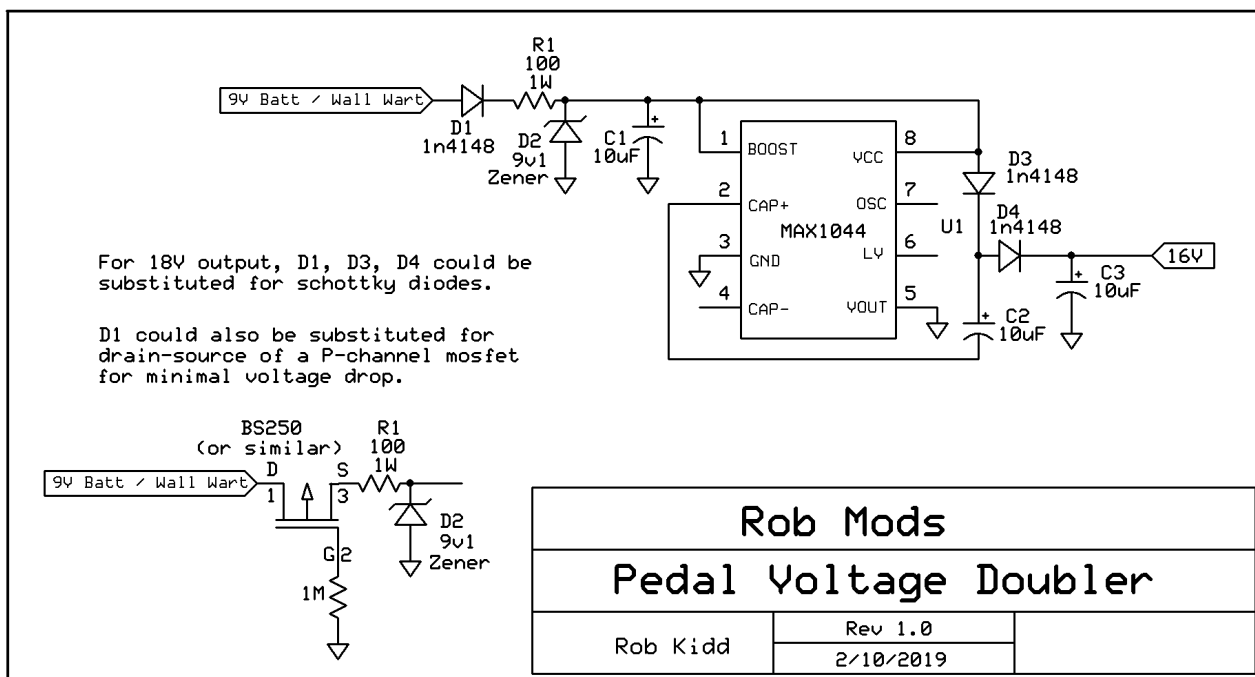 R1
100
1W
9V Batt / Wall Wart
D1
1n4148
D2
9v1
Zener
C1
+
10uF
1
BOOST
2
CAP+
3
GND
4
CAP-
MAX1044
VCC
8
OSC
7
LV
6
VOUT
5
U1
D3
1n4148
D4
1n4148
16V
+
C3
10uF
+
C2
10uF
For 18V output, D1, D3, D4 could be
substituted for schottky diodes.
D1 could also be substituted for
drain-source of a P-channel mosfet
for minimal voltage drop.
BS250
(or similar)
R1
100
1W
9V Batt / Wall Wart
D
S
1
3
G 2
1M
D2
9v1
Zener
Rob Mods
Pedal Voltage Doubler
Rob Kidd
Rev 1.0
2/10/2019